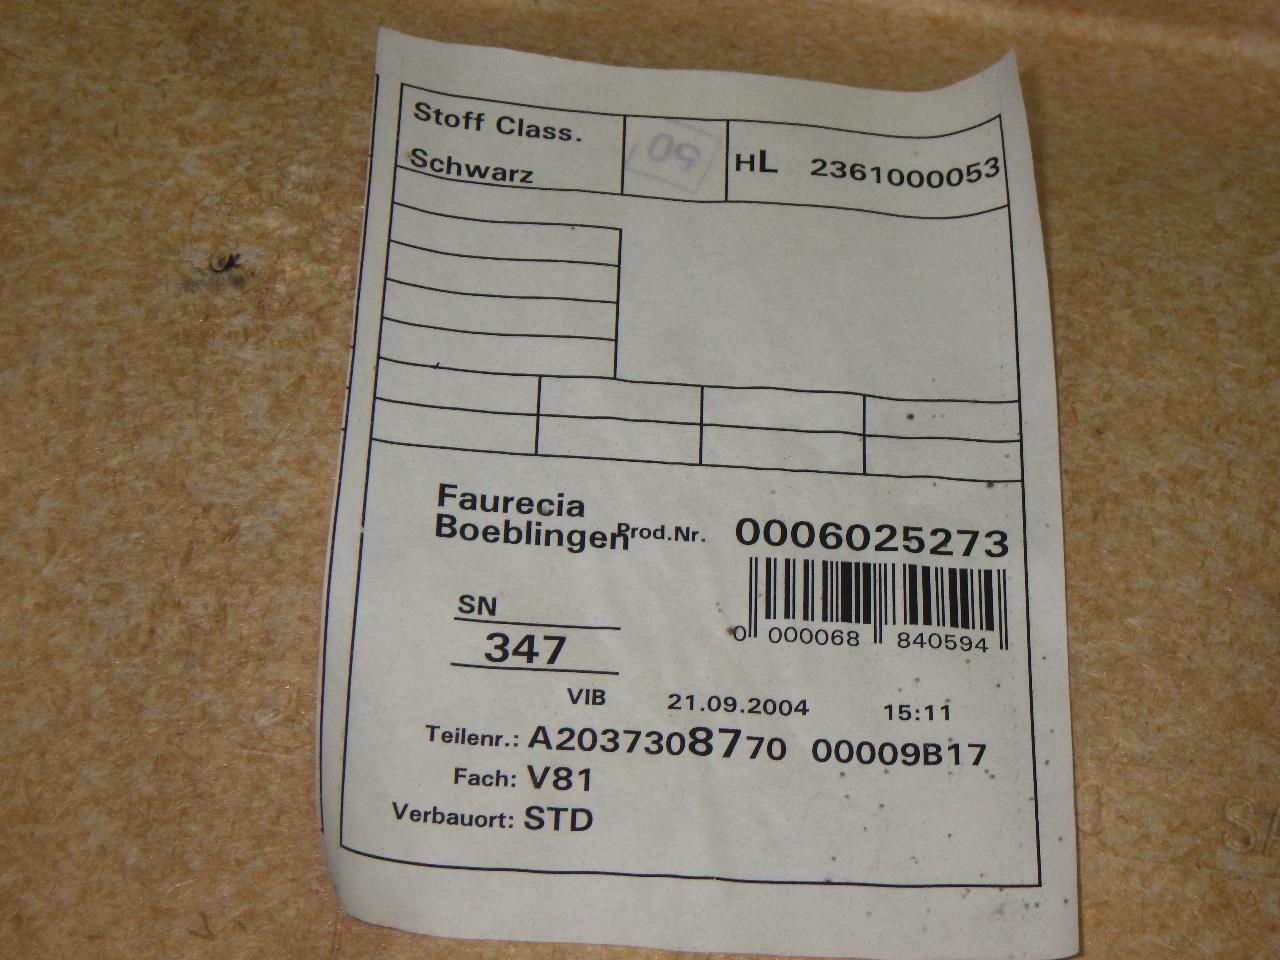 Stoff Class.
Schwarz
50
HL 2361000053
Faurecia
Boeblingen
Prod.Nr. 0006025273
0 000068 840594
SN
347
VIB 21.09.2004 15:11
Teilenr.: A2037308770 00009B17
Fach: V81
Verbauort: STD